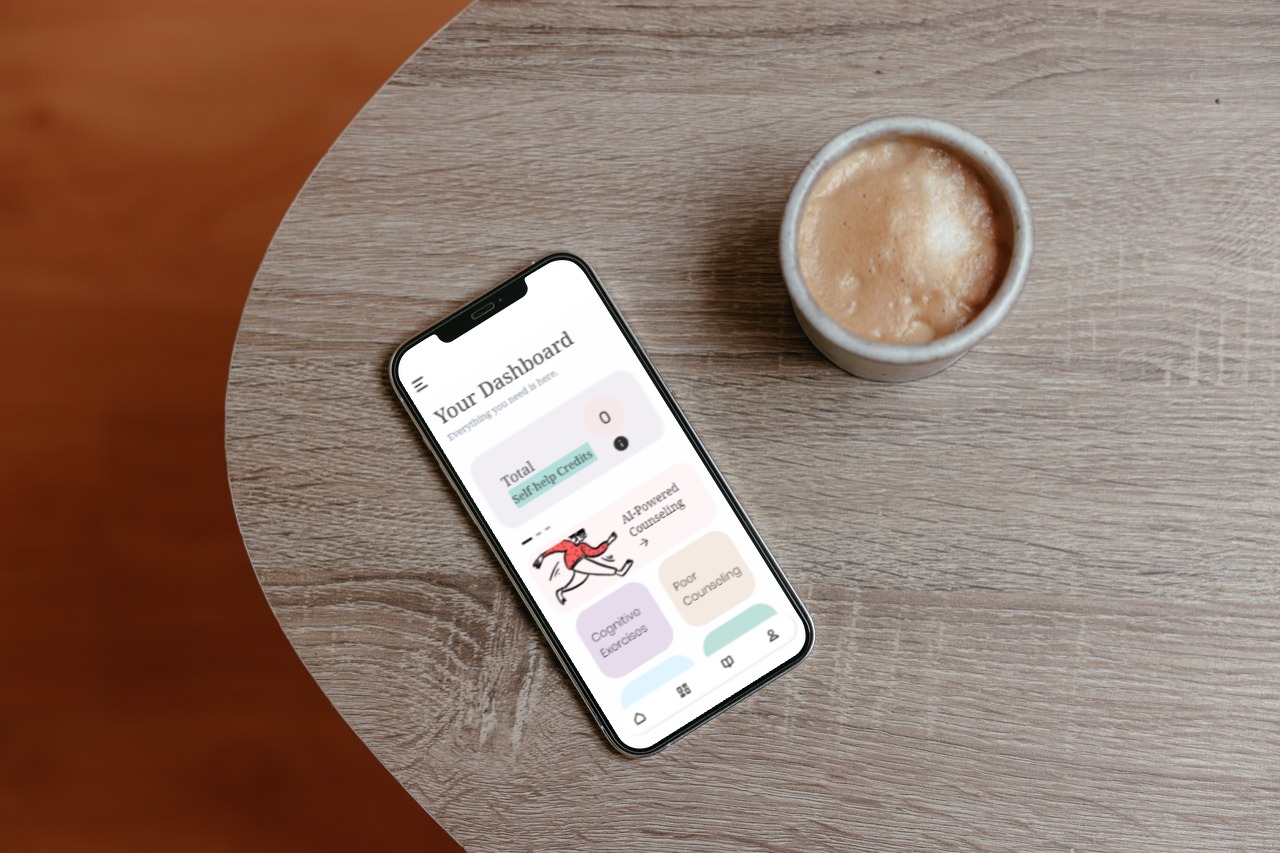 Your Dashboard
Everything you need is here.
0
Total
Self-help Credits
i
AI-Powered
Counseling
Cognitive
Exercises
Poor
Counseling